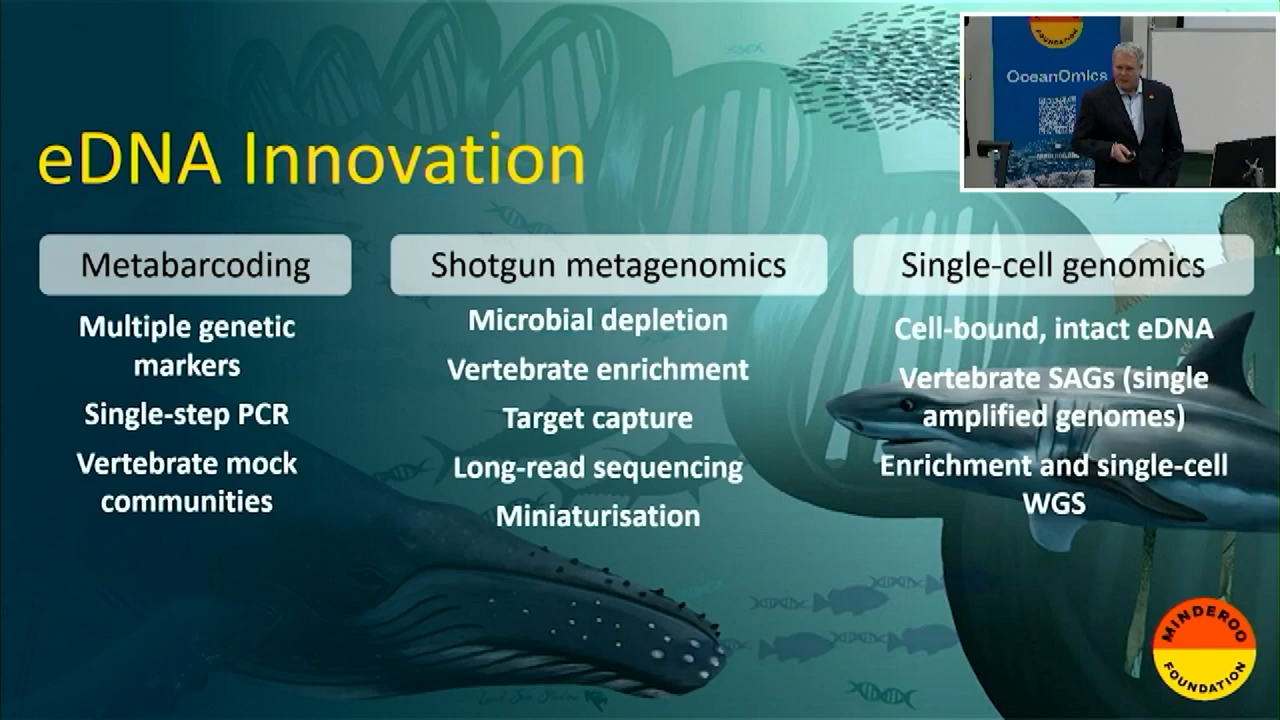 eDNA Innovation
Metabarcoding
Multiple genetic
markers
Single-step PCR
Vertebrate mock
communities
Shotgun metagenomics
Microbial depletion
Vertebrate enrichment
Target capture
Long-read sequencing
Miniaturisation
Single-cell genomics
Cell-bound, intact eDNA
Vertebrate SAGs (single
amplified genomes)
Enrichment and single-cell
WGS
FOUNDATION
OceanOmics
MINDEROO
FOUNDATION